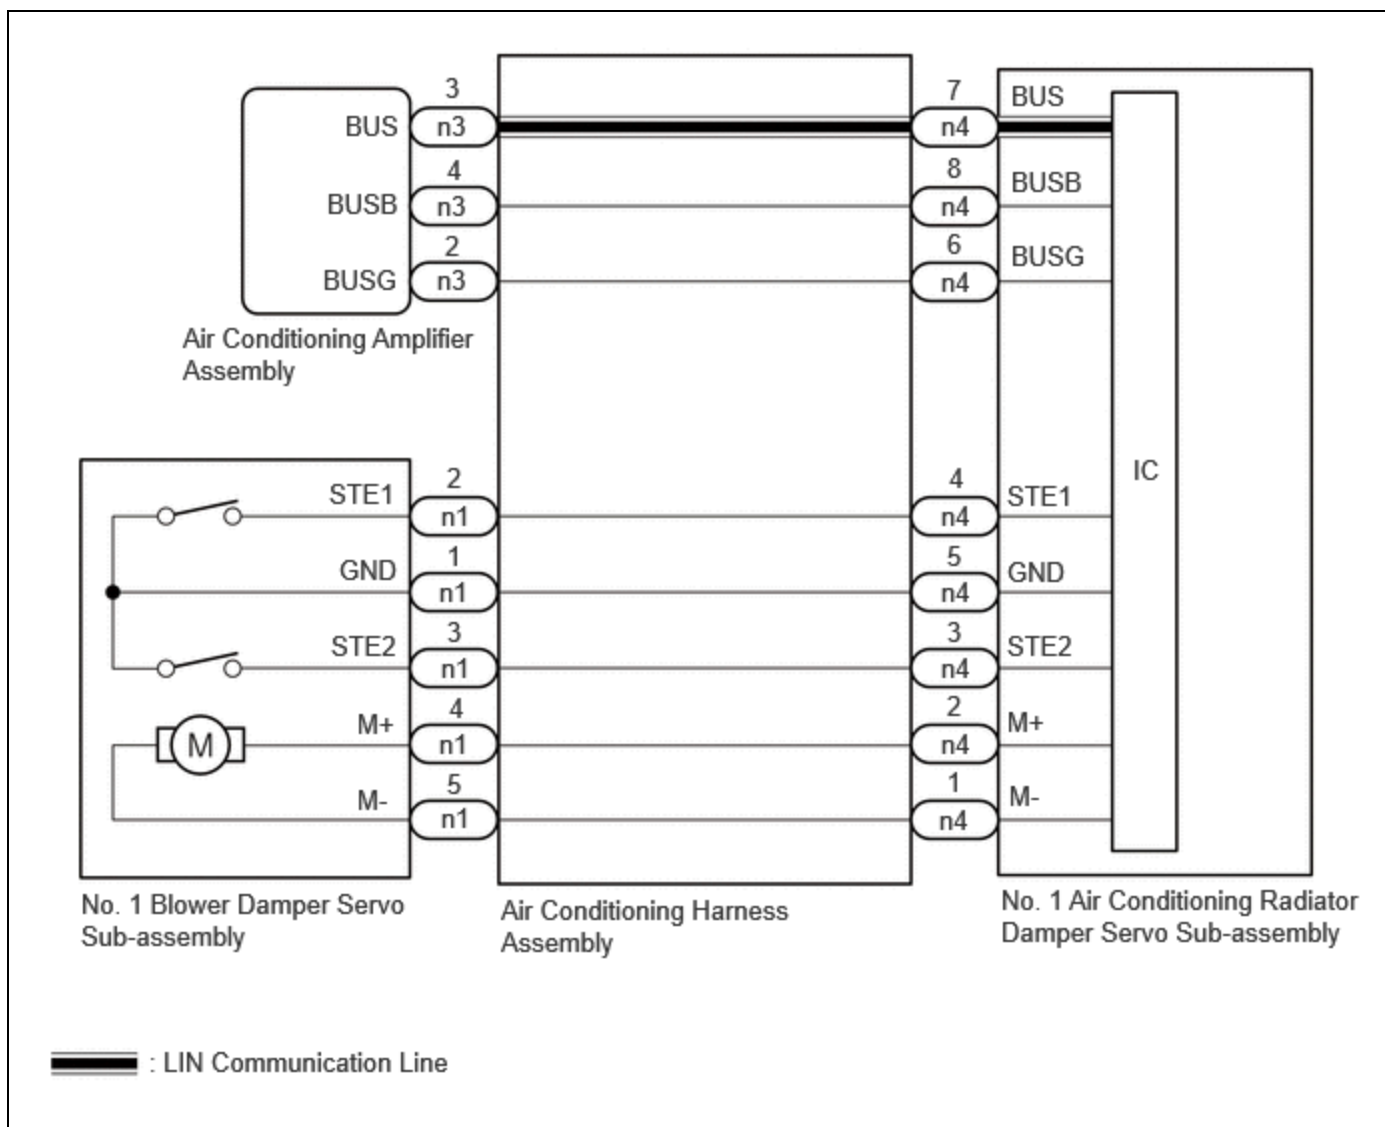 3
7
BUS
BUS
n3
n4
4
8
BUSB
BUSB
n3
n4
2
6
BUSG
BUSG
n3
n4
Air Conditioning Amplifier
Assembly
IC
2
4
STE1
STE1
n1
n4
1
5
GND
GND
n1
n4
3
3
STE2
STE2
n1
n4
4
2
M
M+
M+
n1
n4
5
1
M-
M-
n1
n4
No. 1 Blower Damper Servo
Sub-assembly
Air Conditioning Harness
Assembly
No. 1 Air Conditioning Radiator
Damper Servo Sub-assembly
: LIN Communication Line